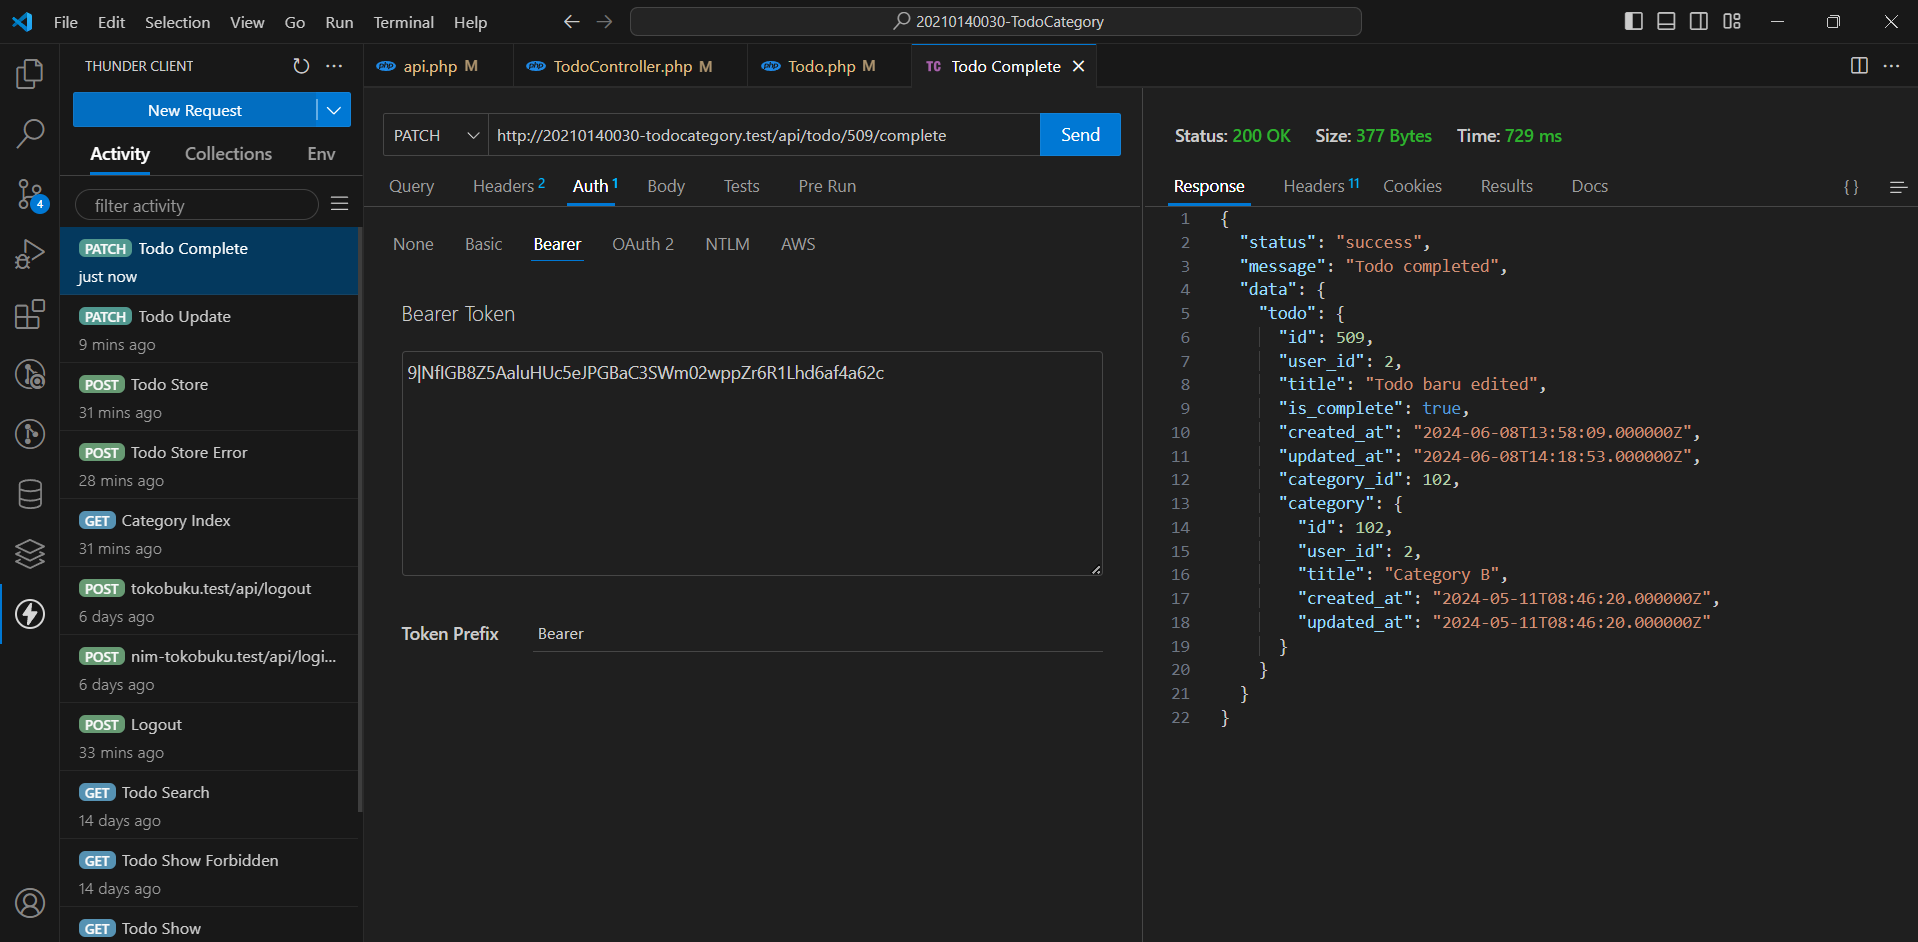 File Edit Selection View Go Run Terminal Help
20210140030-TodoCategory
THUNDER CLIENT
New Request
Activity Collections Env
filter activity
PATCH Todo Complete
just now
PATCH Todo Update
9 mins ago
POST Todo Store
31 mins ago
POST Todo Store Error
28 mins ago
GET Category Index
31 mins ago
POST tokobuku.test/api/logout
6 days ago
POST nim-tokobuku.test/api/logi...
6 days ago
POST Logout
33 mins ago
GET Todo Search
14 days ago
GET Todo Show Forbidden
14 days ago
GET Todo Show
4
php api.php M
php TodoController.php M
php Todo.php M
TC Todo Complete
PATCH http://20210140030-todocategory.test/api/todo/509/complete Send
Query Headers 2 Auth 1 Body Tests Pre Run
None Basic Bearer OAuth 2 NTLM AWS
Bearer Token
9|NfIGB8Z5AaluHUc5eJPGBaC3SWm02wppZr6R1Lhd6af4a62c
Token Prefix Bearer
Status: 200 OK Size: 377 Bytes Time: 729 ms
Response Headers 11 Cookies Results Docs { }
1 {
2 "status": "success",
3 "message": "Todo completed",
4 "data": {
5 "todo": {
6 "id": 509,
7 "user_id": 2,
8 "title": "Todo baru edited",
9 "is_complete": true,
10 "created_at": "2024-06-08T13:58:09.000000Z",
11 "updated_at": "2024-06-08T14:18:53.000000Z",
12 "category_id": 102,
13 "category": {
14 "id": 102,
15 "user_id": 2,
16 "title": "Category B",
17 "created_at": "2024-05-11T08:46:20.000000Z",
18 "updated_at": "2024-05-11T08:46:20.000000Z"
19 }
20 }
21 }
22 }